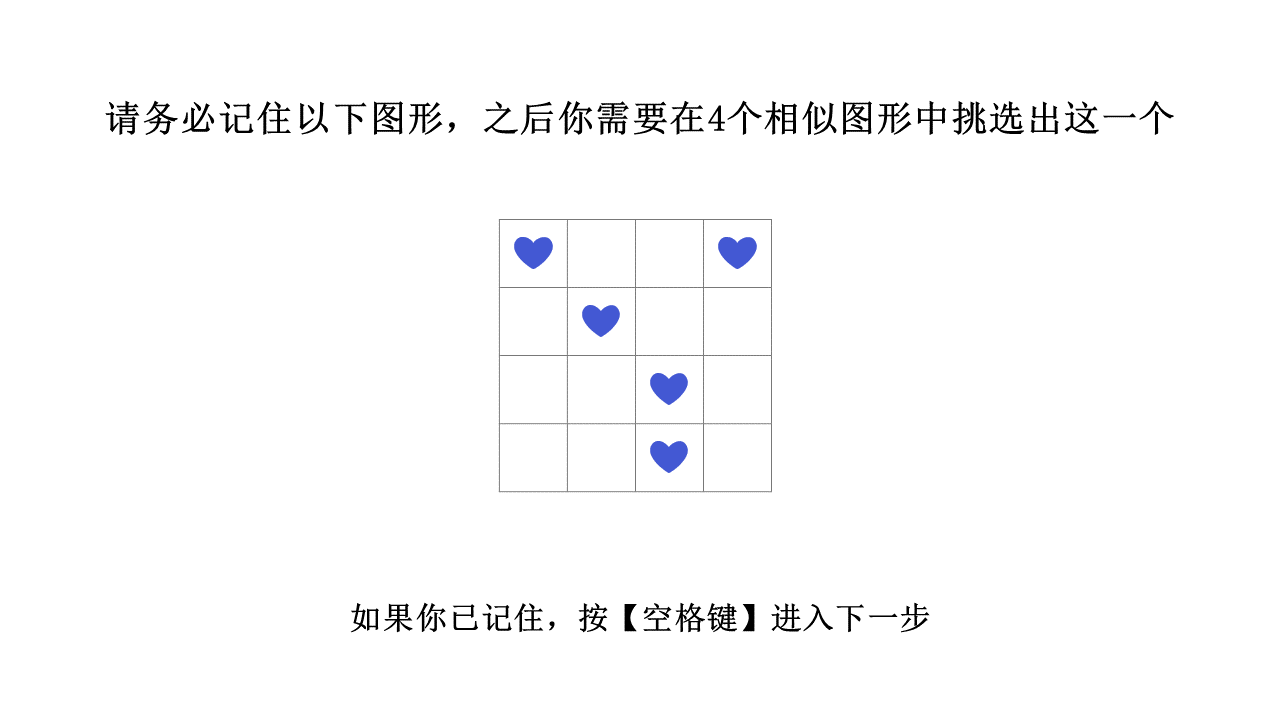 请务必记住以下图形，之后你需要在4个相似图形中挑选出这一个
如果你已记住，按【空格键】进入下一步